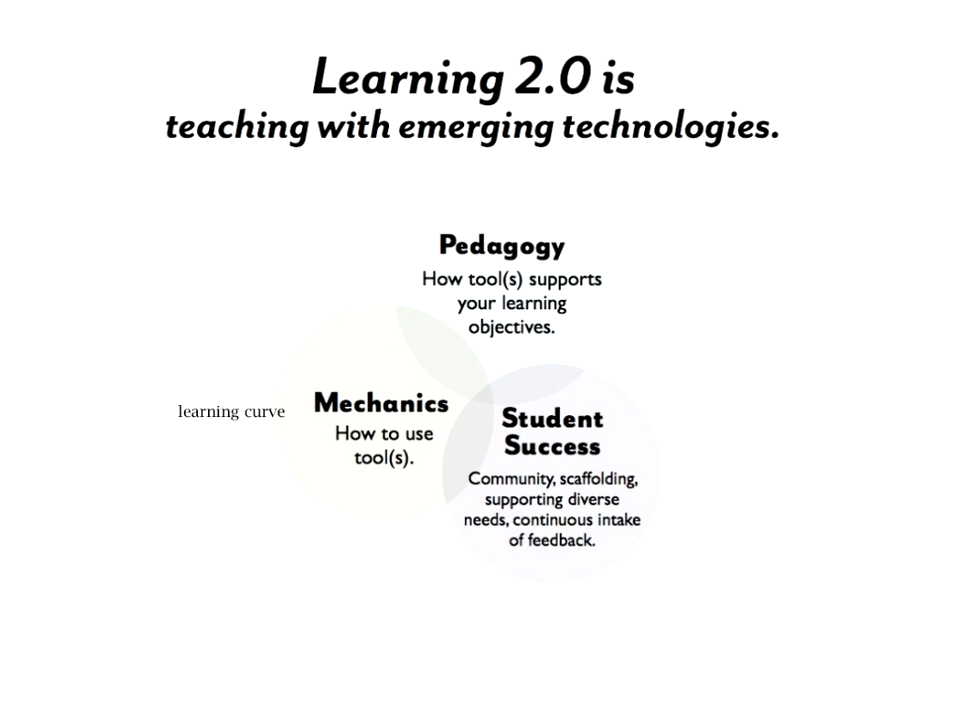 Learning 2.0 is
teaching with emerging technologies.
Pedagogy
How tool(s) supports
your learning
objectives.
learning curve
Mechanics
How to use
tool(s).
Student
Success
Community, scaffolding,
supporting diverse
needs, continuous intake
of feedback.